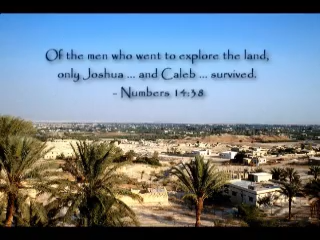 Of the men who went to explore the land,
only Joshua ... and Caleb ... survived.
- Numbers 14:38